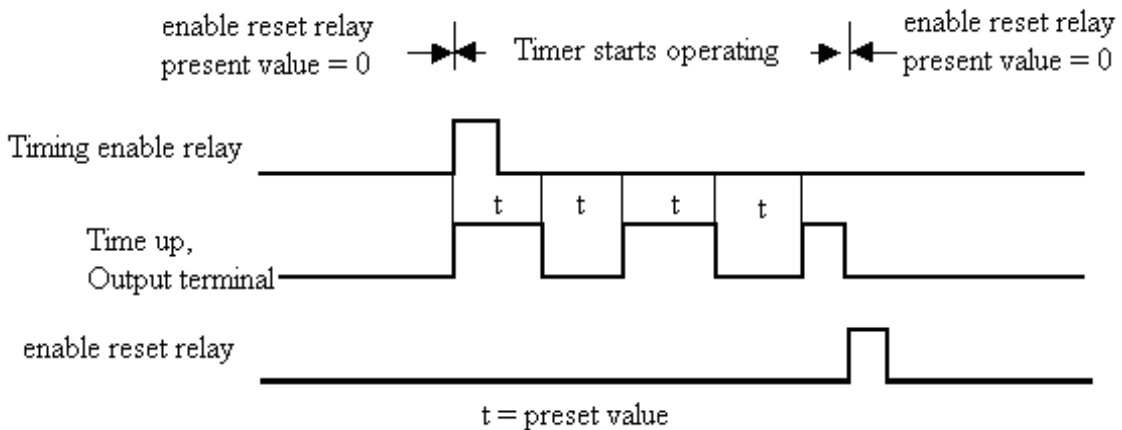 enable reset relay
present value = 0
Timer starts operating
enable reset relay
present value = 0
Timing enable relay
t t t t
Time up,
Output terminal
enable reset relay
t = preset value